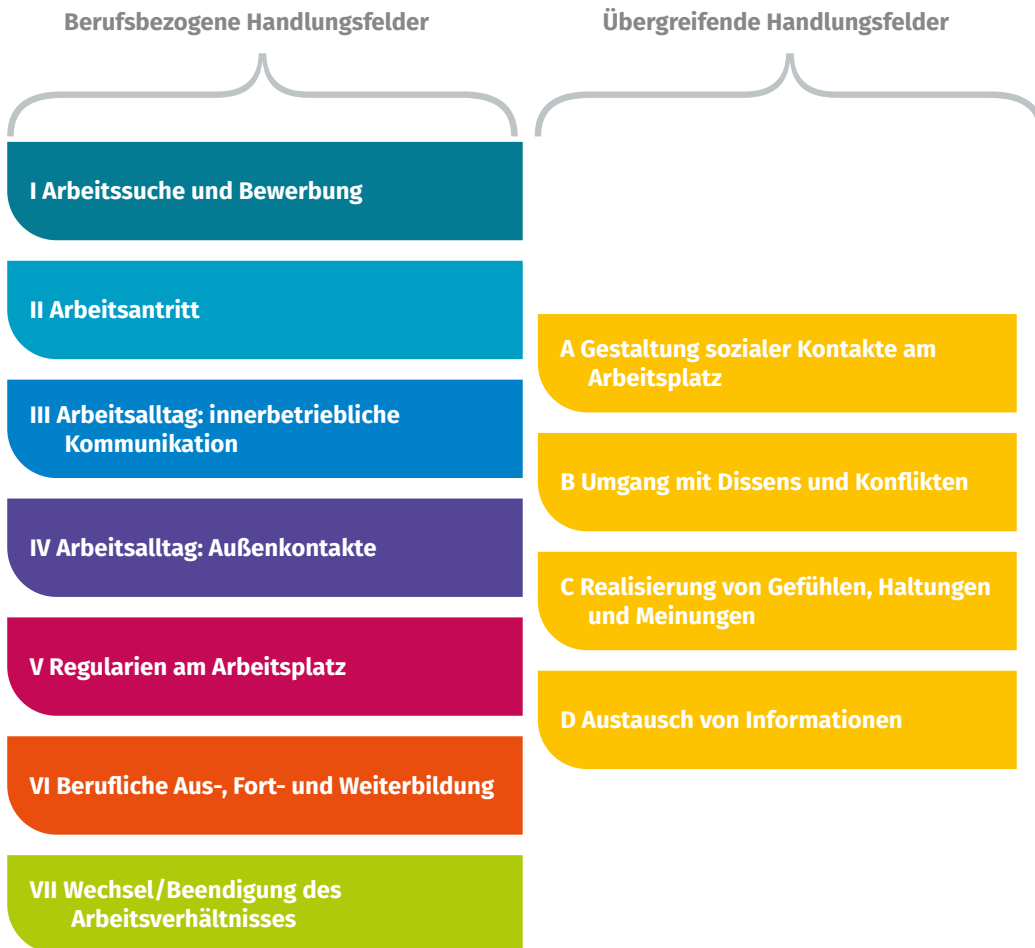 Berufsbezogene Handlungsfelder
I Arbeitssuche und Bewerbung
II Arbeitsantritt
III Arbeitsalltag: innerbetriebliche
Kommunikation
IV Arbeitsalltag: Außenkontakte
V Regularien am Arbeitsplatz
VI Berufliche Aus-, Fort- und Weiterbildung
VII Wechsel/Beendigung des
Arbeitsverhältnisses
Übergreifende Handlungsfelder
A Gestaltung sozialer Kontakte am
Arbeitsplatz
B Umgang mit Dissens und Konflikten
C Realisierung von Gefühlen, Haltungen
und Meinungen
D Austausch von Informationen